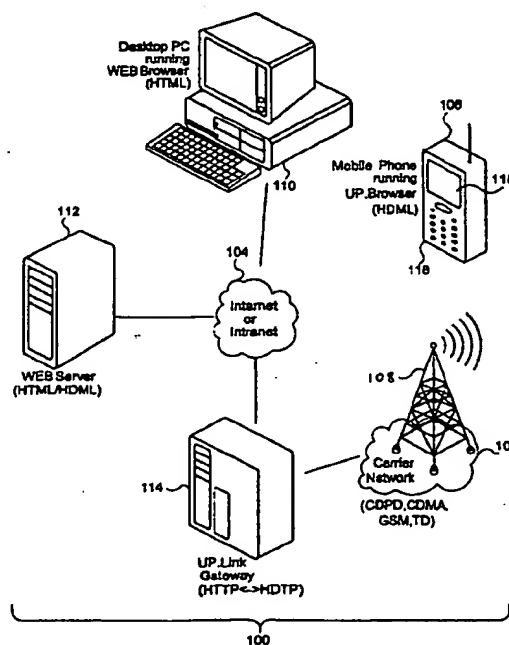 Desktop PC
running
WEB Browser
(HTML)
110
106
Mobile Phone
running
UP.Browser
(HDML)
118
112
104
Internet
or
Intranet
WEB Server
(HTML/HDML)
108
114
Carrier
Network
(CDPD,CDMA,
GSM,TD)
UP.Link
Gateway
(HTTP<->HDTP)
100